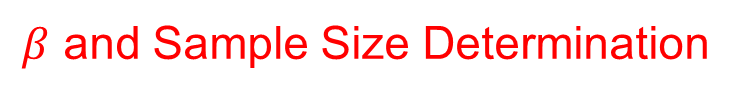 β and Sample Size Determination